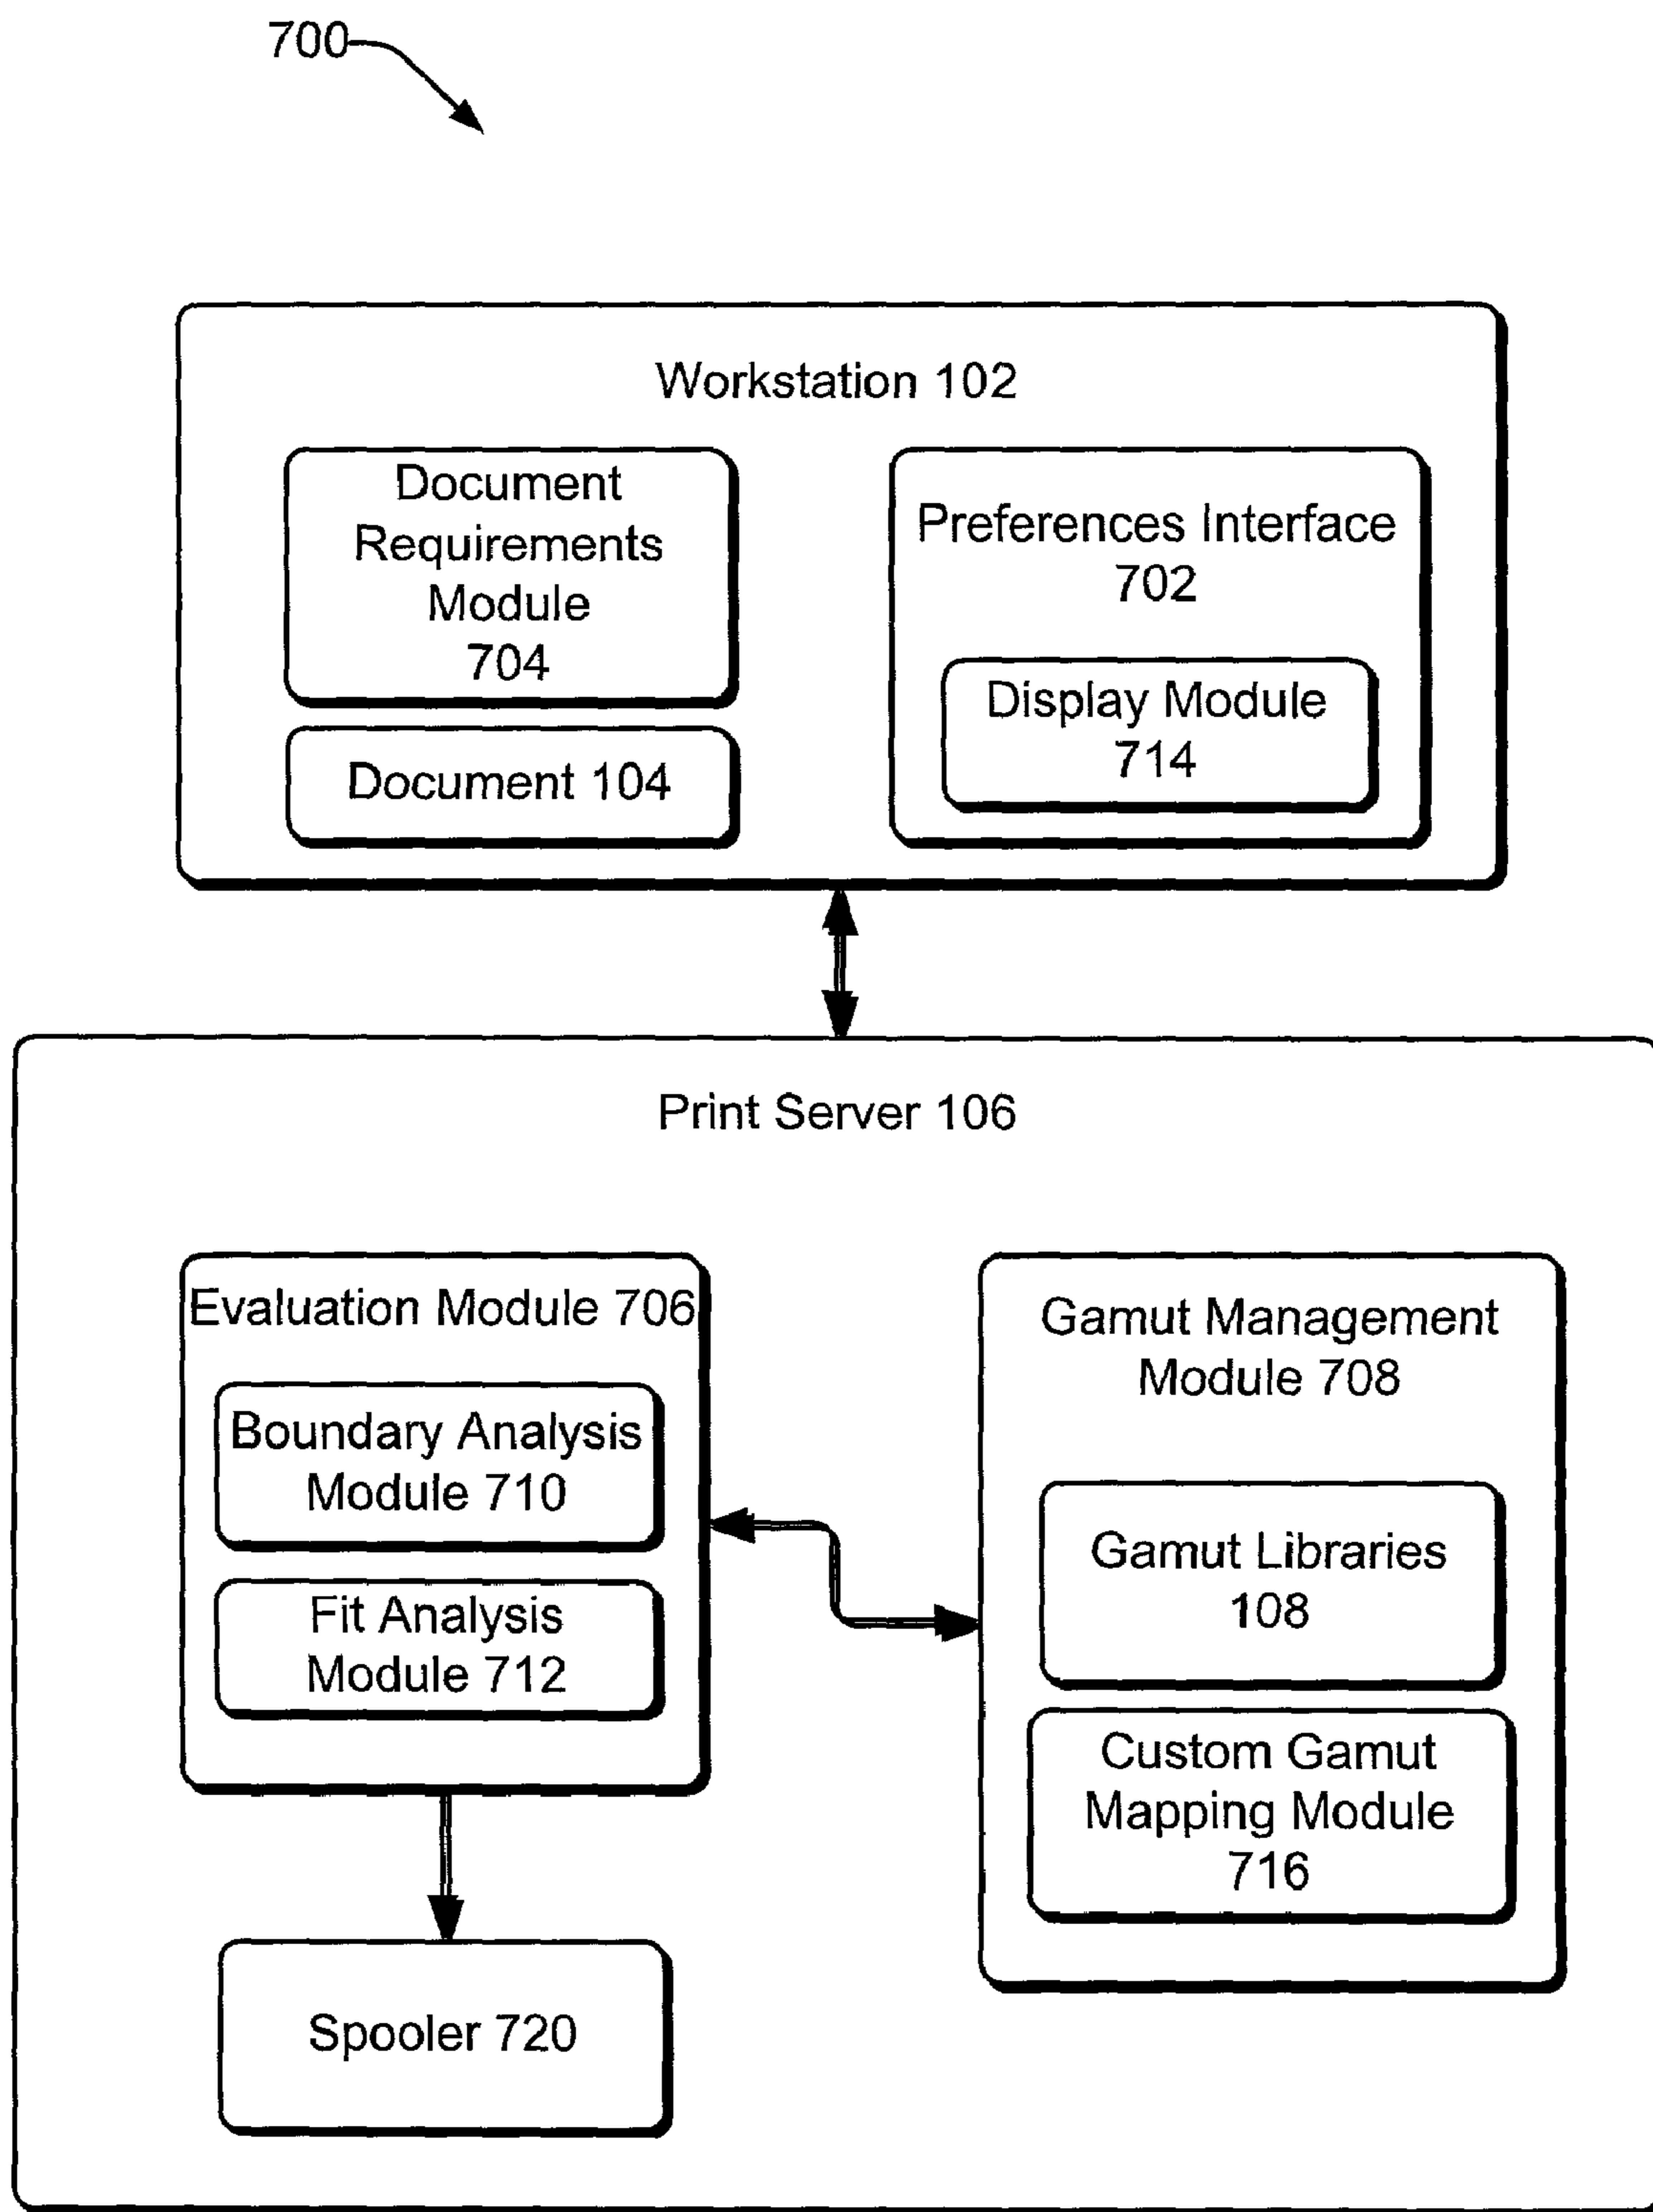 700
Workstation 102
Document
Requirements
Module
704
Document 104
Preferences Interface
702
Display Module
714
Print Server 106
Evaluation Module 706
Boundary Analysis
Module 710
Fit Analysis
Module 712
Spooler 720
Gamut Management
Module 708
Gamut Libraries
108
Custom Gamut
Mapping Module
716